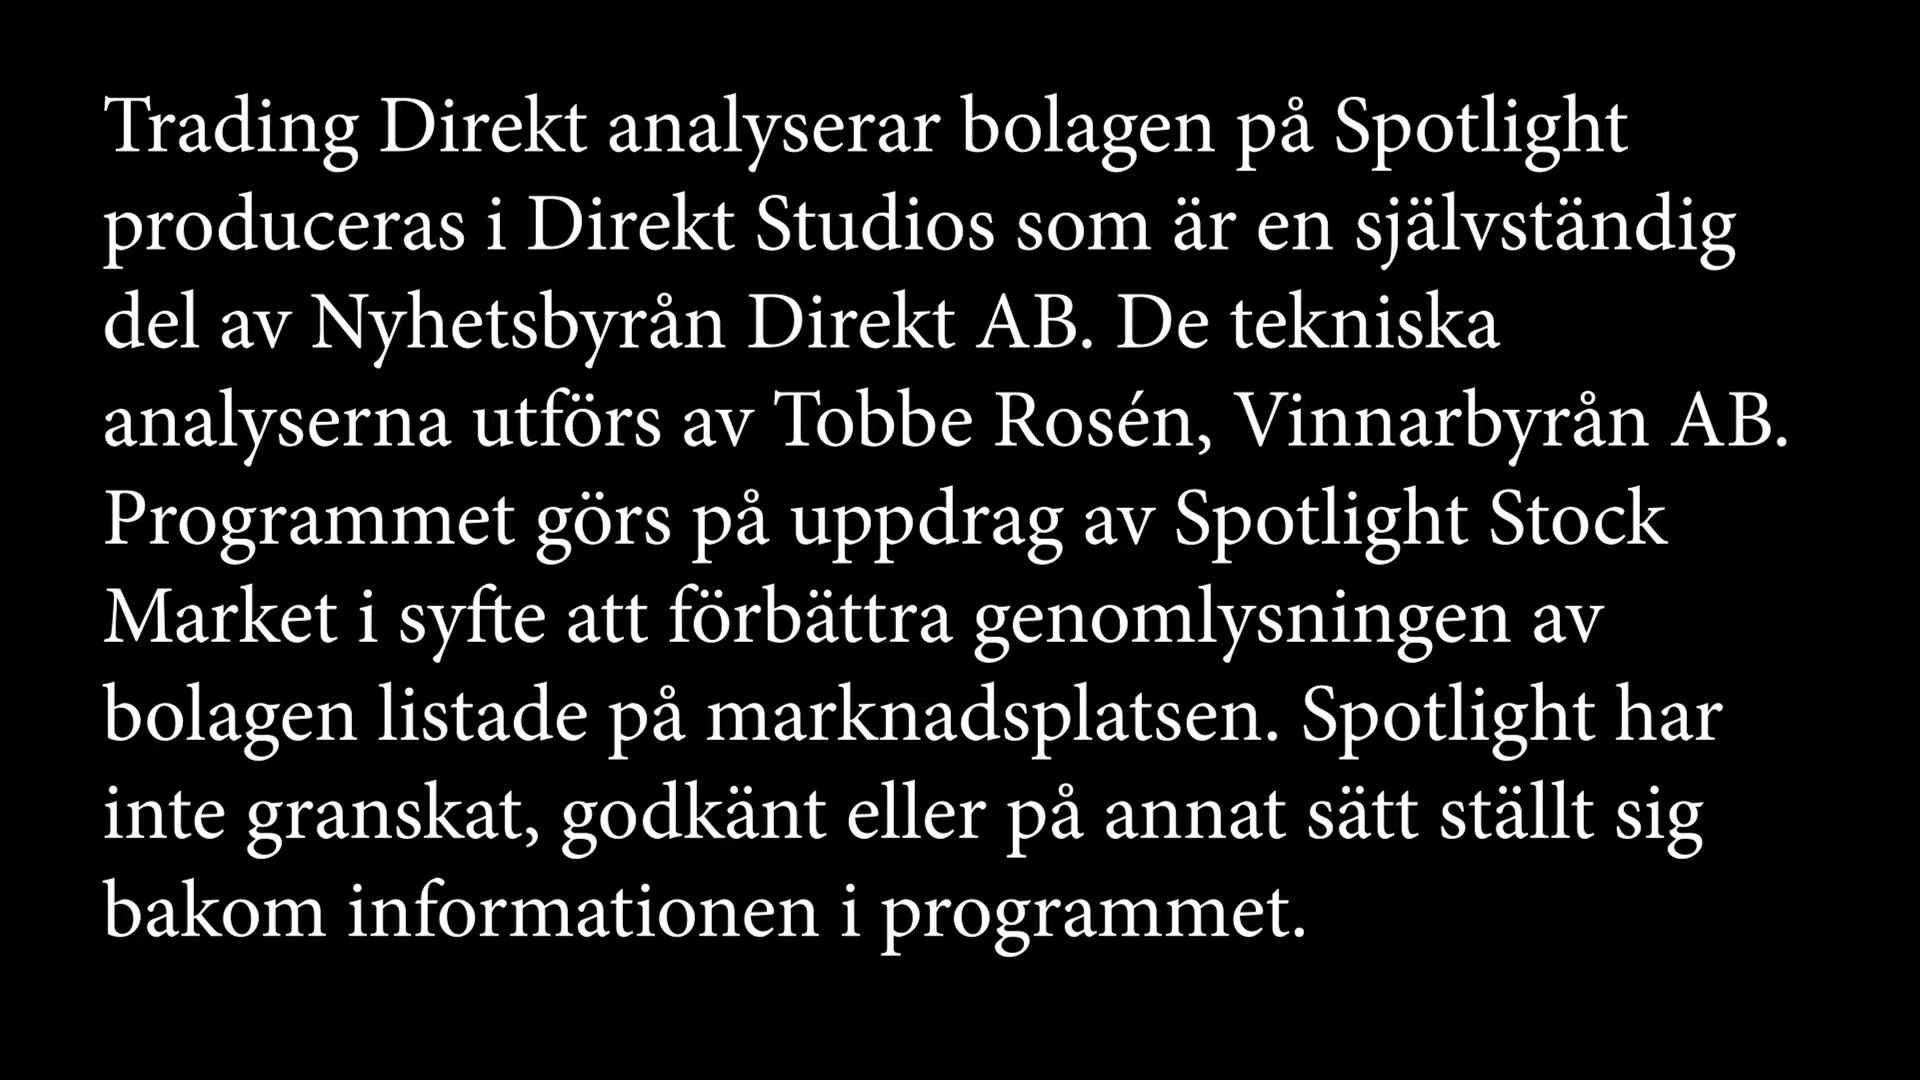 Trading Direkt analyserar bolagen på Spotlight
produceras i Direkt Studios som är en självständig
del av Nyhetsbyrån Direkt AB. De tekniska
analyserna utförs av Tobbe Rosén, Vinnarbyrån AB.
Programmet görs på uppdrag av Spotlight Stock
Market i syfte att förbättra genomlysningen av
bolagen listade på marknadsplatsen. Spotlight har
inte granskat, godkänt eller på annat sätt ställt sig
bakom informationen i programmet.